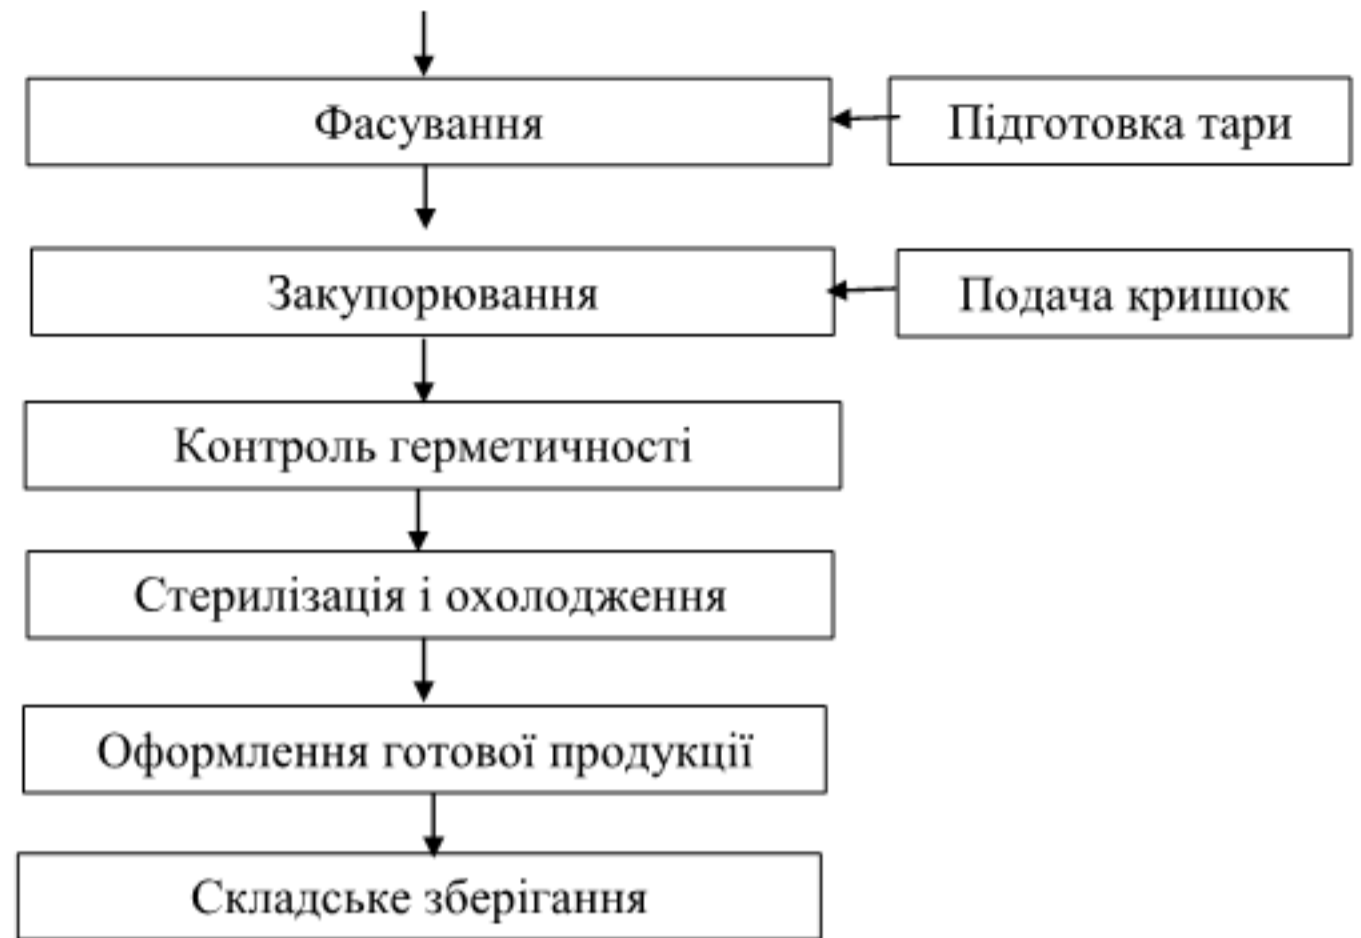 Фасування
Підготовка тари
Закупорювання
Подача кришок
Контроль герметичності
Стерилізація і охолодження
Оформлення готової продукції
Складське зберігання